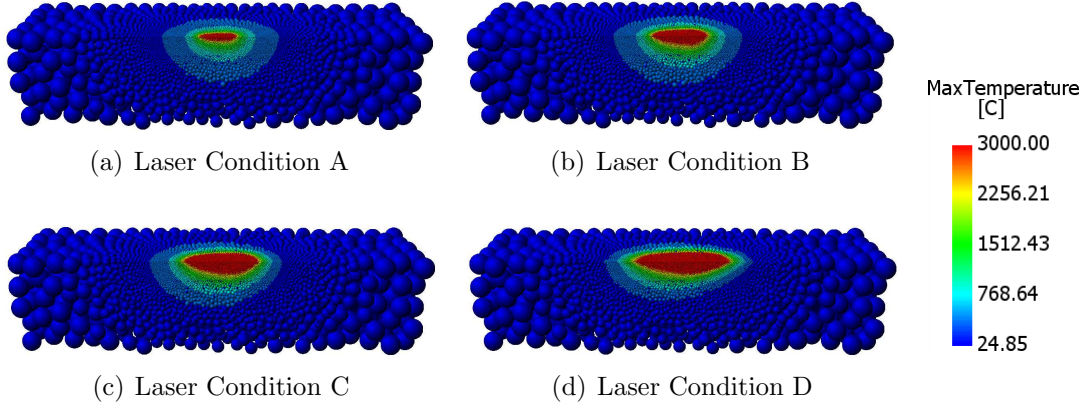 (a) Laser Condition A
(b) Laser Condition B
(c) Laser Condition C
(d) Laser Condition D
MaxTemperature
[C]
3000.00
2256.21
1512.43
768.64
24.85